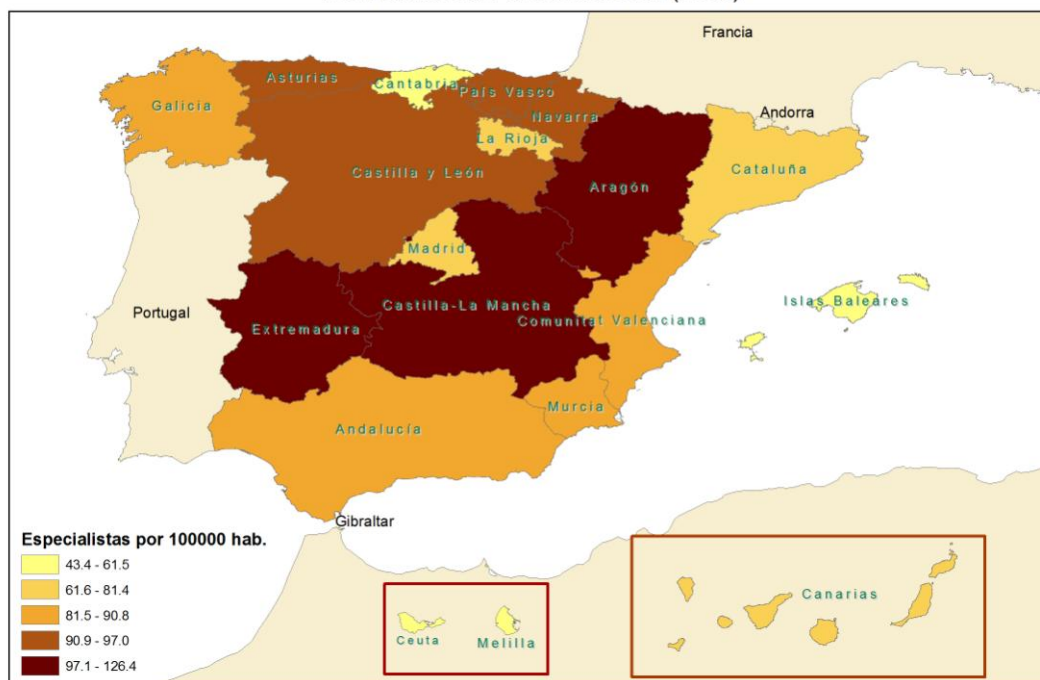 Francia
Asturias
Cantabria
País Vasco
Galicia
Navarra
Andorra
La Rioja
Castilla y León
Cataluña
Aragón
Madrid
Islas Baleares
Portugal
Castilla-La Mancha
Extremadura
Comunitat Valenciana
Murcia
Andalucía
Gibraltar
Especialistas por 100000 hab.
43.4 - 61.5
61.6 - 81.4
81.5 - 90.8
90.9 - 97.0
97.1 - 126.4
Ceuta
Melilla
Canarias